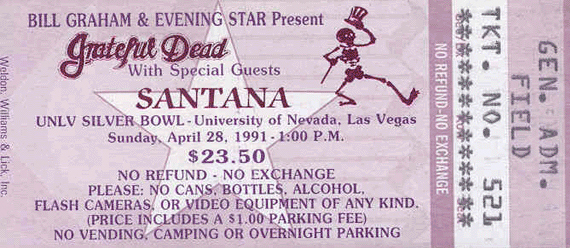 BILL GRAHAM & EVENING STAR Present
Grateful Dead
With Special Guests
SANTANA
UNLV SILVER BOWL - University of Nevada, Las Vegas
Sunday, April 28, 1991 - 1:00 P.M.
$23.50
NO REFUND - NO EXCHANGE
PLEASE: NO CANS, BOTTLES, ALCOHOL,
FLASH CAMERAS, OR VIDEO EQUIPMENT OF ANY KIND.
(PRICE INCLUDES A $1.00 PARKING FEE)
NO VENDING, CAMPING OR OVERNIGHT PARKING
Weldon, Williams & Lick, Inc.
NO REFUND-NO EXCHANGE
TKT. NO. 521
GEN. ADM.
FIELD